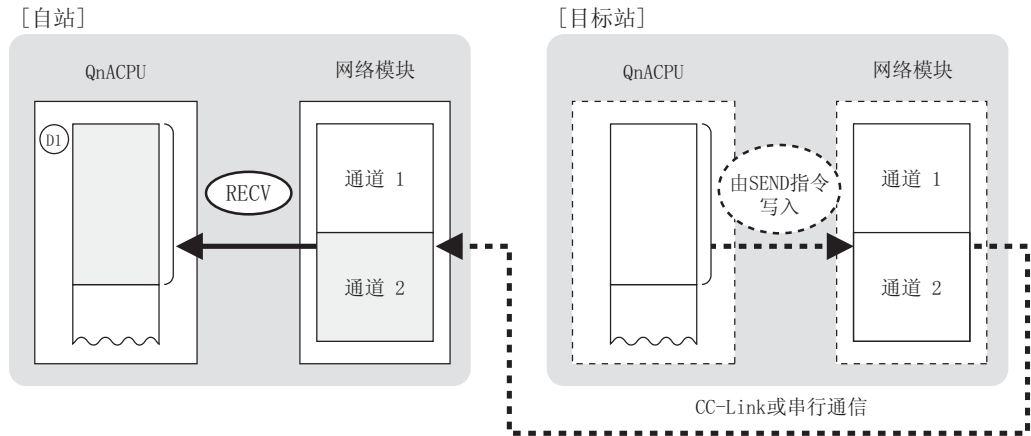 [自站]
QnACPU
网络模块
D1
通道 1
RECV
通道 2
[目标站]
QnACPU
网络模块
由SEND指令
写入
通道 1
通道 2
CC-Link或串行通信